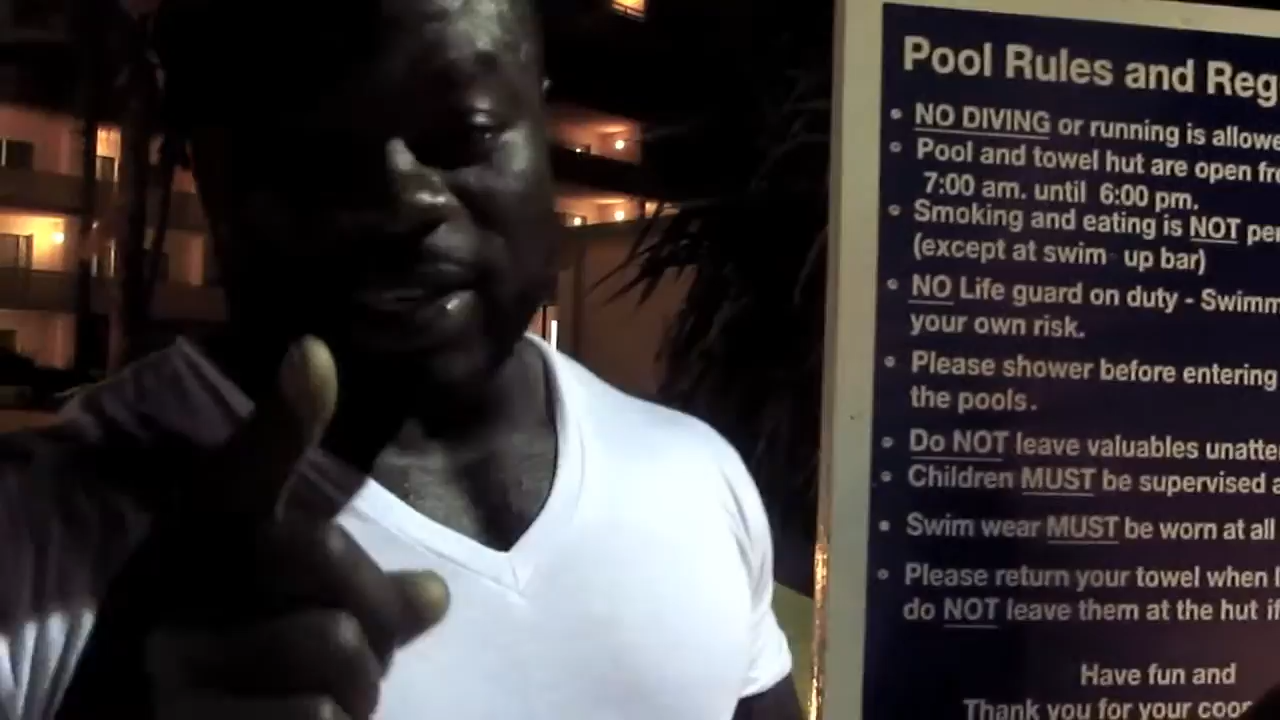 Pool Rules and Reg
• NO DIVING or running is allowe
• Pool and towel hut are open fr
7:00 am. until 6:00 pm.
• Smoking and eating is NOT per
(except at swim up bar)
• NO Life guard on duty - Swimm
your own risk.
• Please shower before entering
the pools.
• Do NOT leave valuables unatte
• Children MUST be supervised a
• Swim wear MUST be worn at all
• Please return your towel when l
do NOT leave them at the hut if
Have fun and
Thank you for your coop